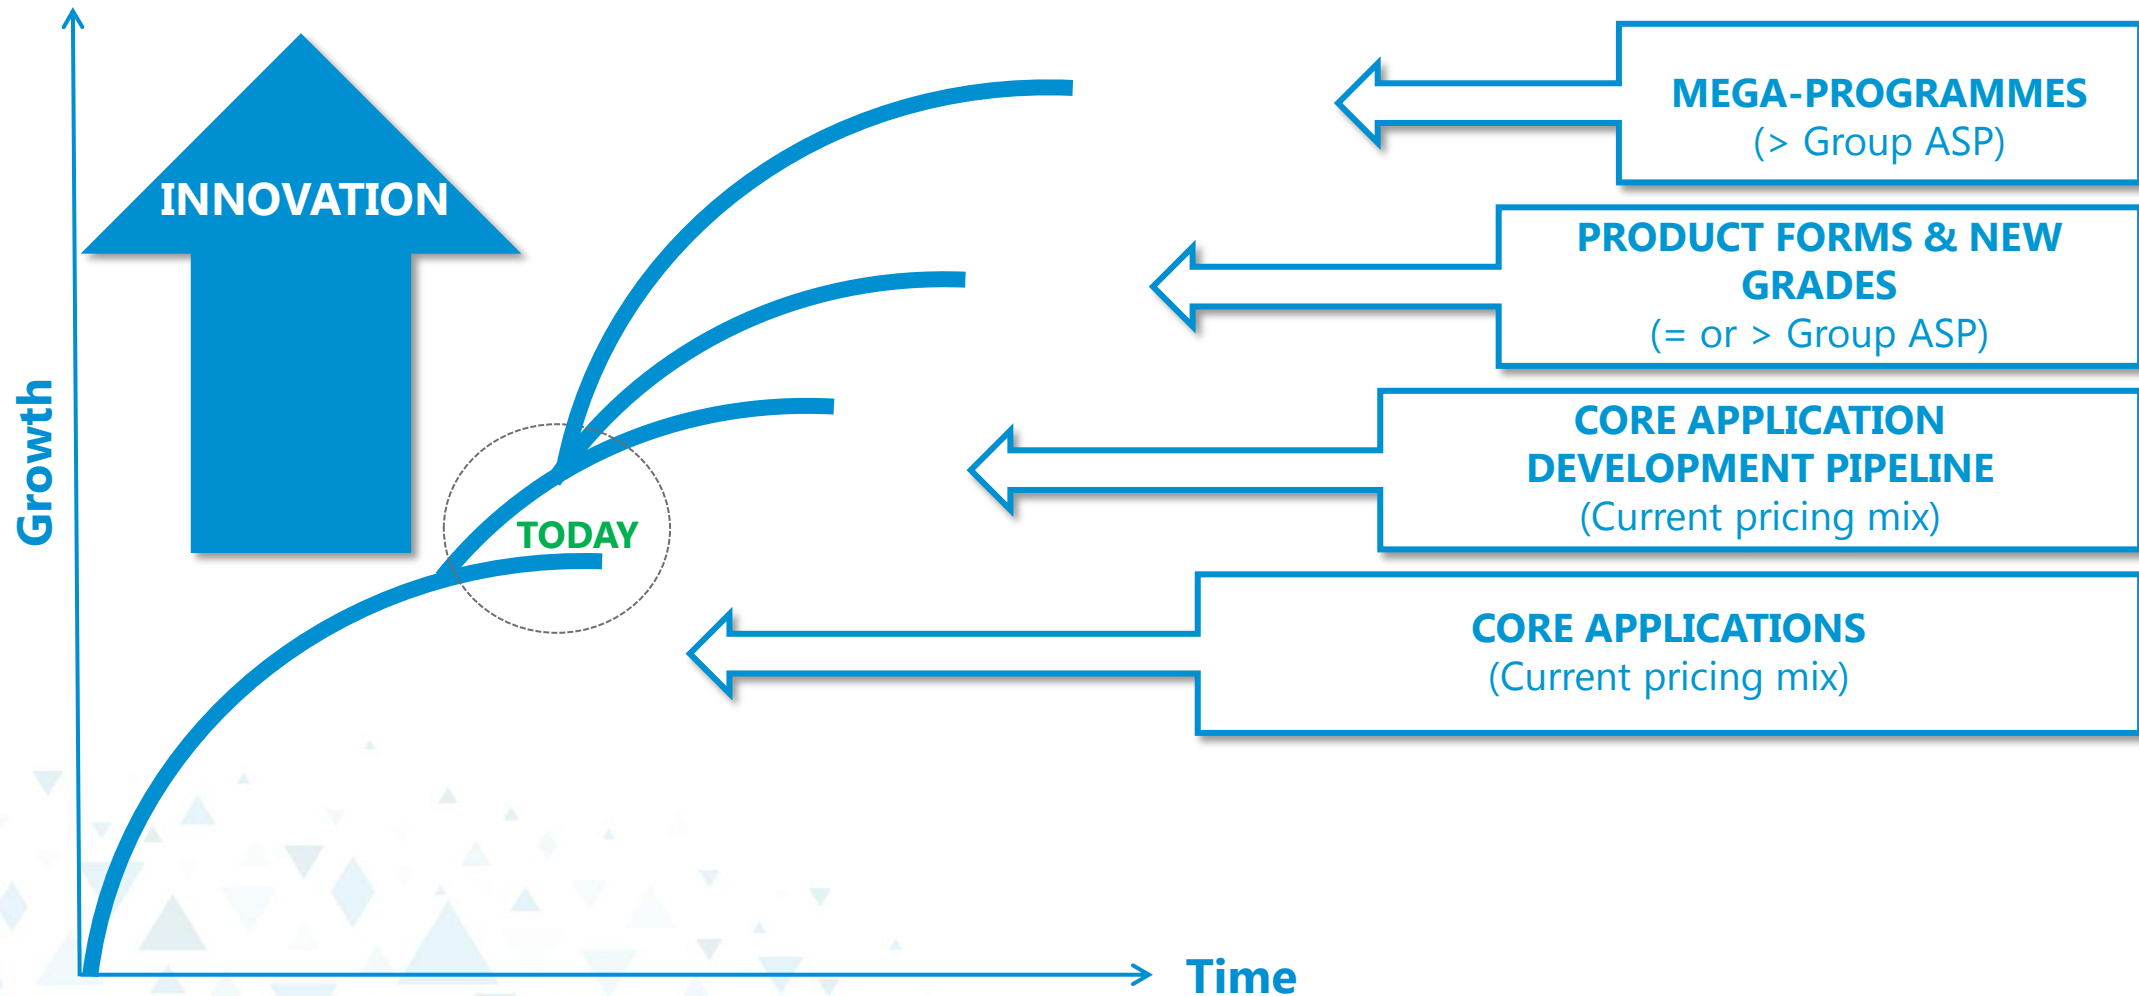 INNOVATION
MEGA-PROGRAMMES
(> Group ASP)
PRODUCT FORMS & NEW
GRADES
(= or > Group ASP)
Growth
CORE APPLICATION
DEVELOPMENT PIPELINE
(Current pricing mix)
TODAY
CORE APPLICATIONS
(Current pricing mix)
Time